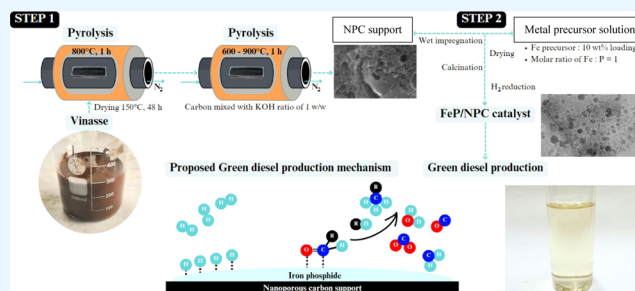 STEP 1
Pyrolysis
800°C, 1 h
N2
Drying 150°C, 48 h
Vinasse
Pyrolysis
600 - 900°C, 1 h
N2
Carbon mixed with KOH ratio of 1 w/w
NPC support
STEP 2
Metal precursor solution
• Fe precursor : 10 wt% loading
• Molar ratio of Fe : P = 1
Wet impregnation
Drying
Calcination
H2 reduction
FeP/NPC catalyst
Green diesel production
Proposed Green diesel production mechanism
H
H
H
H
H
H
H
H
H
H
O
C
R
H
R
H
R
C
H
H
H
H
O
H
C
O
O
C
O
C
H
H
Iron phosphide
Nanoporous carbon support